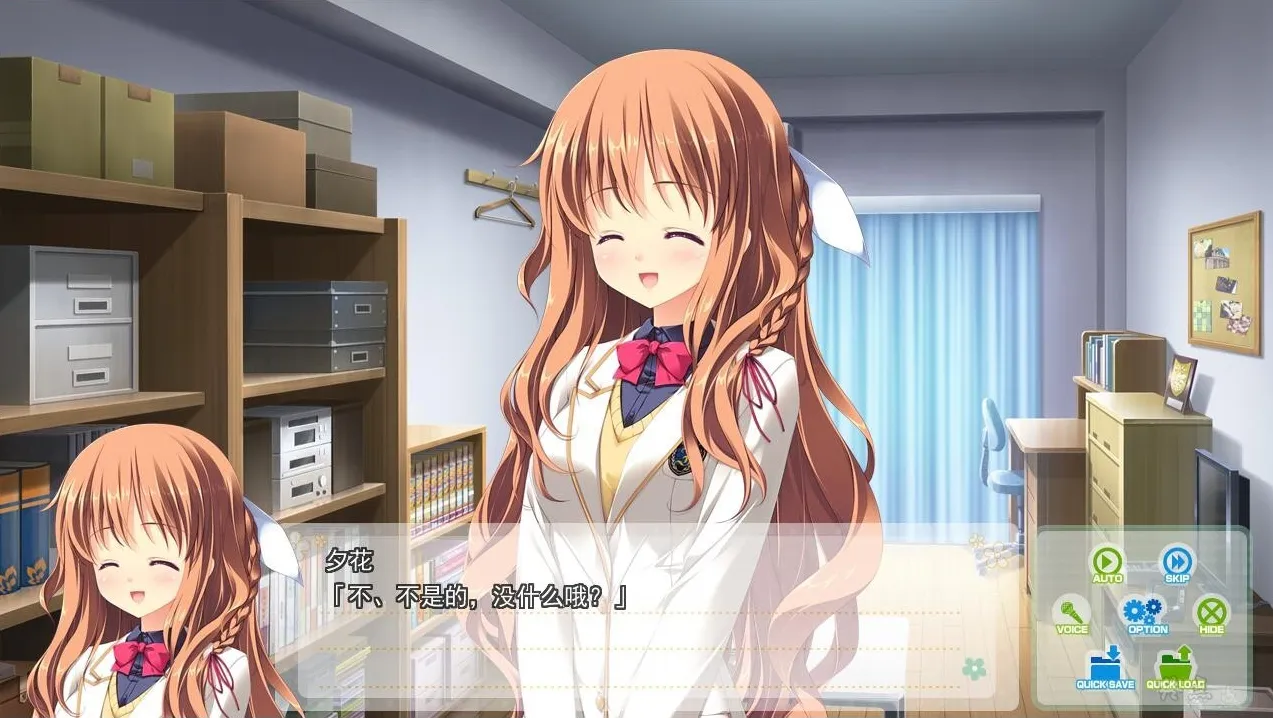 夕花
「不、不是的，没什么哦？」
AUTO
SKIP
VOICE
OPTION
HIDE
QUICK SAVE
QUICK LOAD